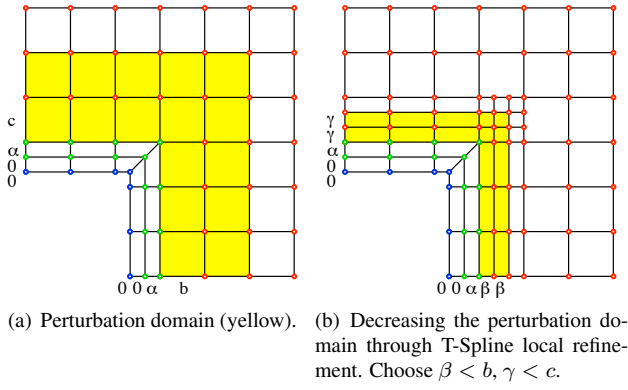 c
α
0
0
0 0 α b
γ
γ
α
0
0
0 0 α β β
(a) Perturbation domain (yellow).
(b) Decreasing the perturbation do-
main through T-Spline local refine-
ment. Choose β < b, γ < c.